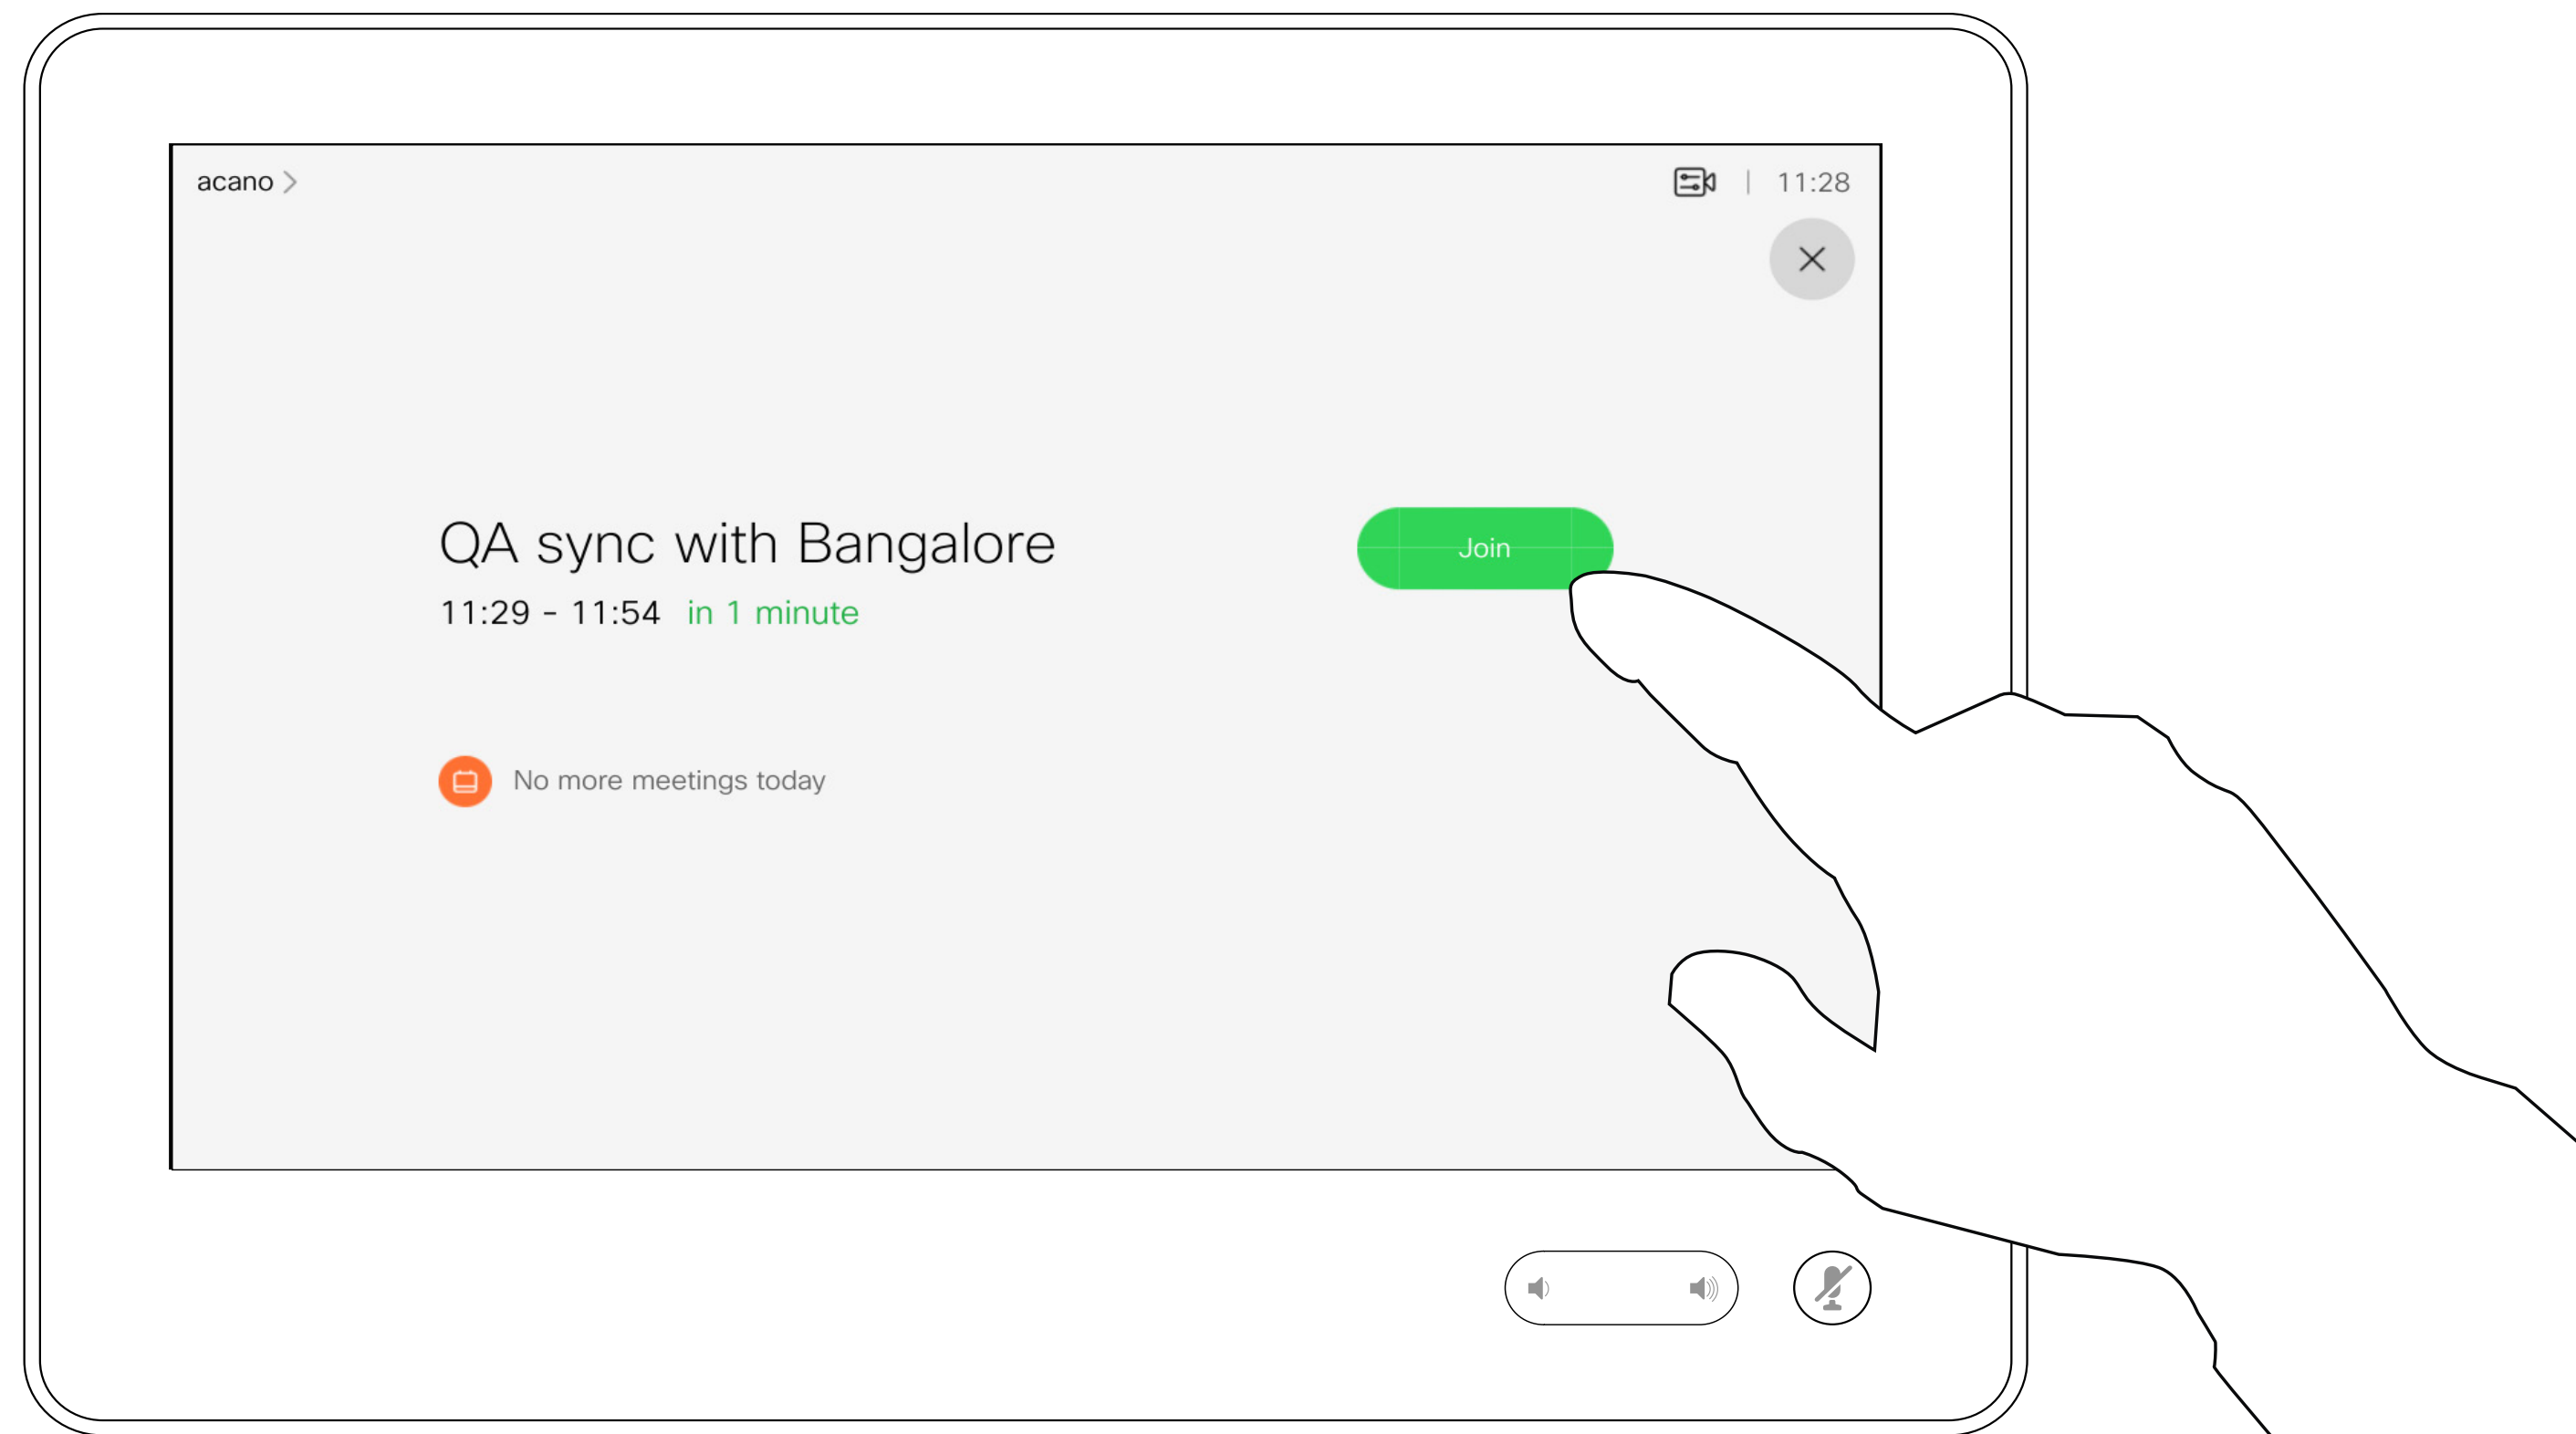 acano
11:28
QA sync with Bangalore
Join
11:29 - 11:54 in 1 minute
No more meetings today